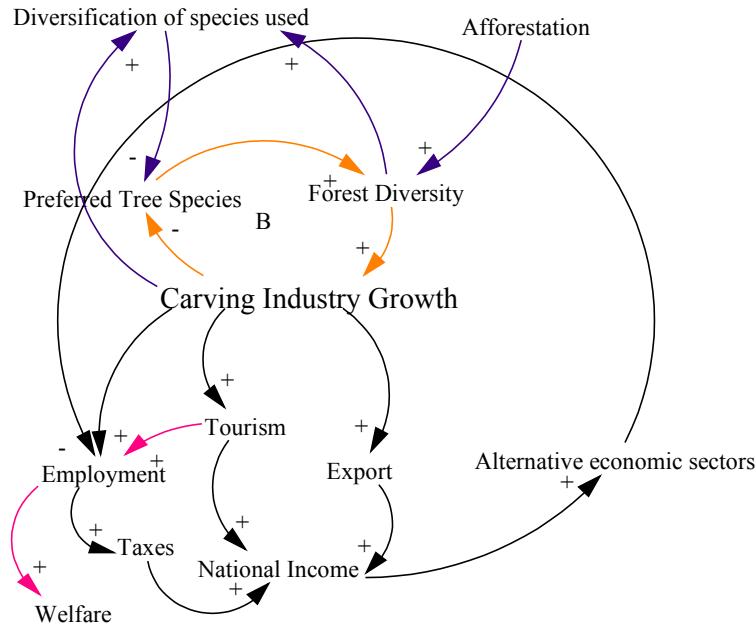 Diversification of species used
Afforestation
+
+
+
-
Preferred Tree Species
+
Forest Diversity
B
-
+
Carving Industry Growth
+
Tourism
+
-
+
+
Employment
Export
Alternative economic sectors
+
+
Taxes
+
+
National Income
+
+
Welfare